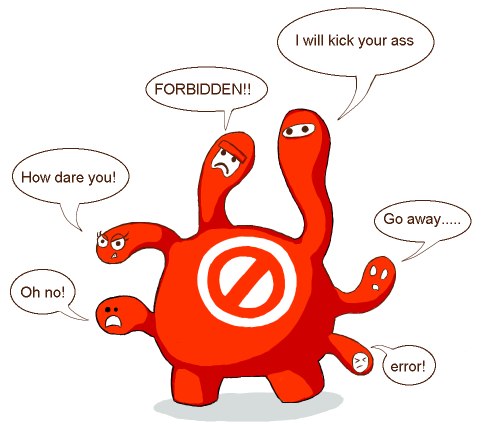 I will kick your ass
FORBIDDEN!!
How dare you!
Go away.....
Oh no!
error!